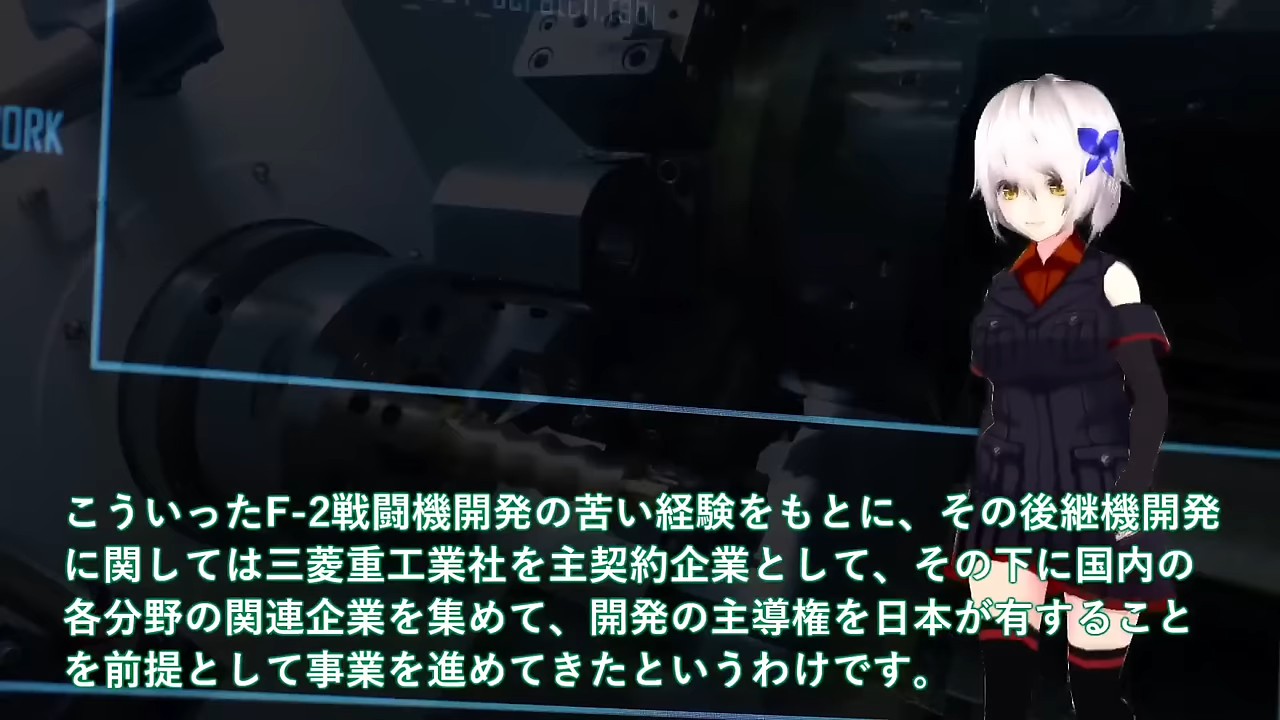 ORK
こういったF-2戦闘機開発の苦い経験をもとに、その後継機開発
に関しては三菱重工業社を主契約企業として、その下に国内の
各分野の関連企業を集めて、開発の主導権を日本が有すること
を前提として事業を進めてきたというわけです。